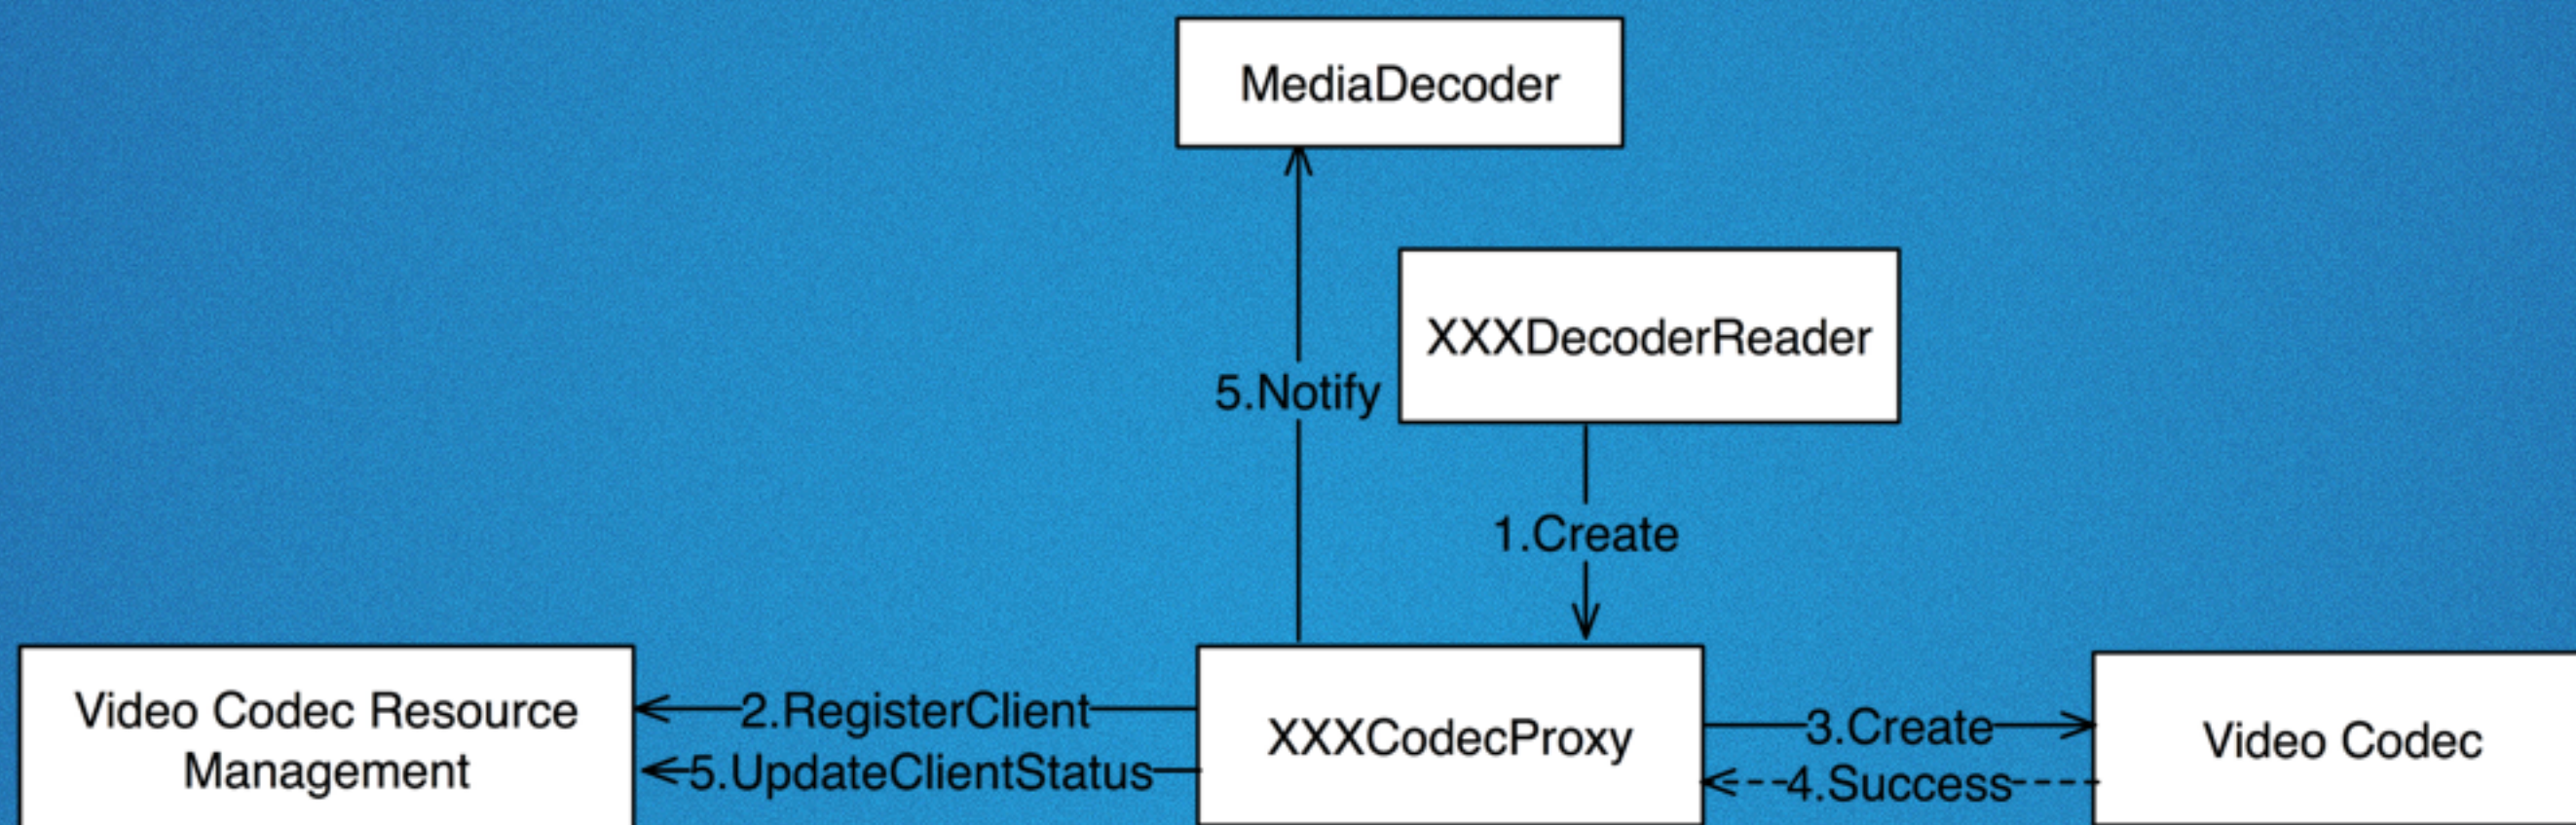 MediaDecoder
XXXDecoderReader
5.Notify
1.Create
Video Codec Resource
Management
2.RegisterClient
5.UpdateClientStatus
XXXCodecProxy
3.Create
4.Success
Video Codec